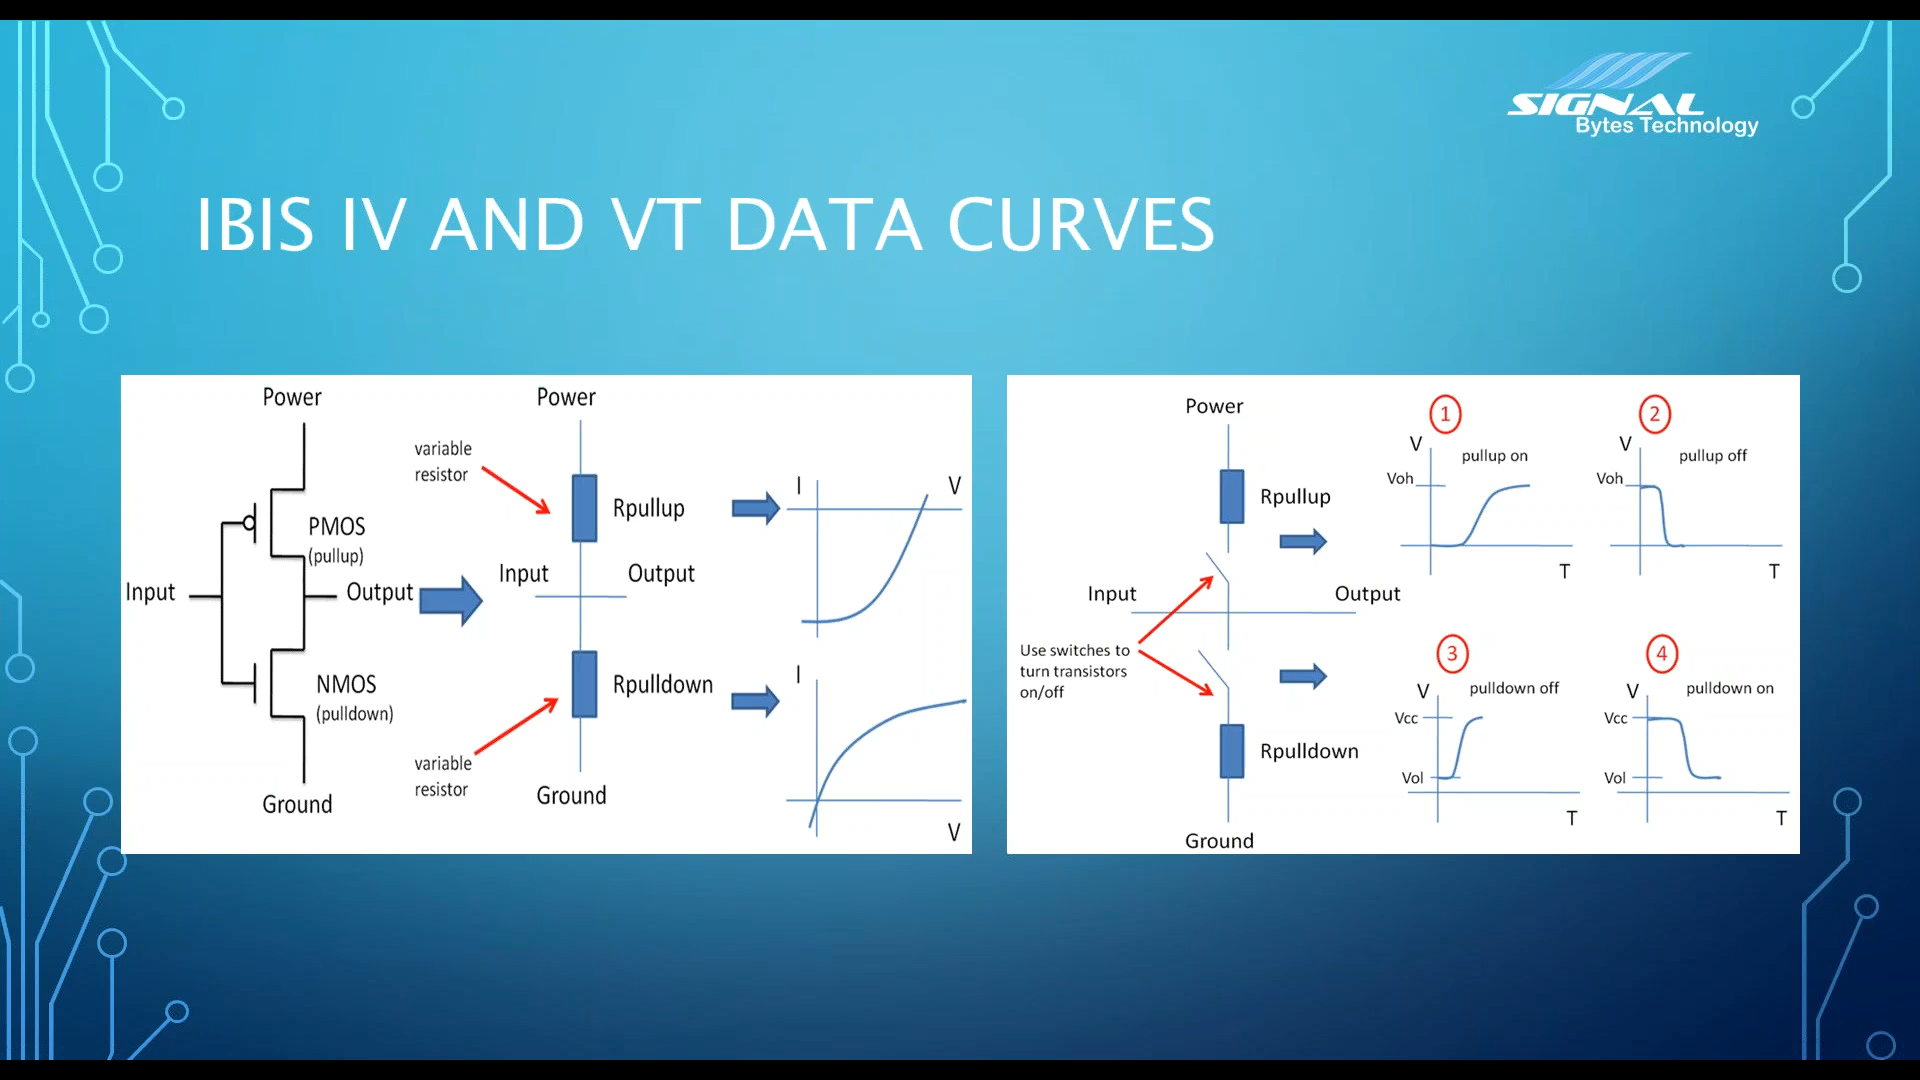 SIGNAL
Bytes Technology
IBIS IV AND VT DATA CURVES
Power
PMOS
(pullup)
Input
Output
NMOS
(pulldown)
Ground
Power
variable
resistor
Rpullup
Input
Output
Rpulldown
variable
resistor
Ground
I
V
I
V
Power
Rpullup
Input
Output
Use switches to
turn transistors
on/off
Rpulldown
Ground
1
V
pullup on
Voh
T
2
V
pullup off
Voh
T
3
V
pulldown off
Vcc
Vol
T
4
V
pulldown on
Vcc
Vol
T